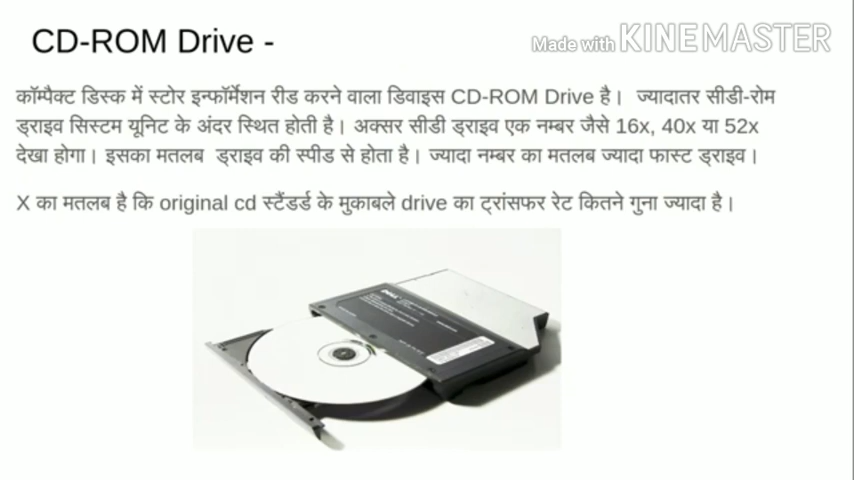 CD-ROM Drive -
Made with KINEMASTER
कॉम्पैक्ट डिस्क में स्टोर इन्फॉर्मेशन रीड करने वाला डिवाइस CD-ROM Drive है। ज्यादातर सीडी-रोम
ड्राइव सिस्टम यूनिट के अंदर स्थित होती है। अक्सर सीडी ड्राइव एक नम्बर जैसे 16x, 40x या 52x
देखा होगा। इसका मतलब ड्राइव की स्पीड से होता है। ज्यादा नम्बर का मतलब ज्यादा फास्ट ड्राइव।
X का मतलब है कि original cd स्टैंडर्ड के मुकाबले drive का ट्रांसफर रेट कितने गुना ज्यादा है।
DELL